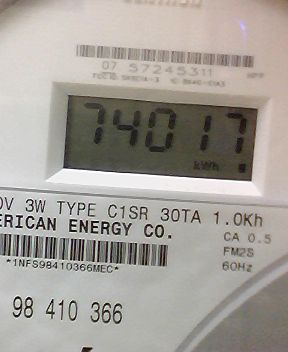 07 57245311
74017
kWh
3W TYPE C1SR 30TA 1.0Kh
ERICAN ENERGY CO.
CA 0.5
FM2S
*1NFS98410366MEC*
60Hz
98 410 366